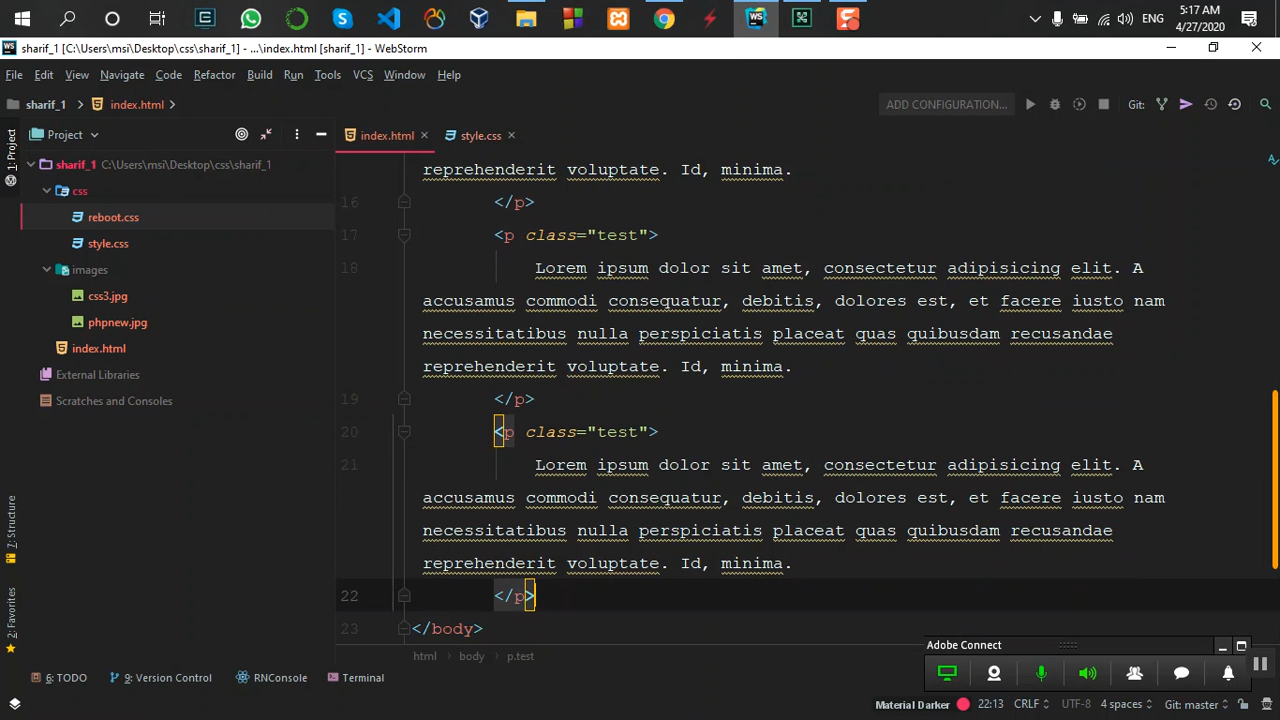 5:17 AM
ENG
4/27/2020
sharif_1 [C:\Users\msi\Desktop\css\sharif_1] - ...\index.html [sharif_1] - WebStorm
File Edit View Navigate Code Refactor Build Run Tools VCS Window Help
sharif_1 index.html ADD CONFIGURATION... Git:
1: Project
Project
index.html style.css
sharif_1 C:\Users\msi\Desktop\css\sharif_1
css
reboot.css
style.css
images
css3.jpg
phpnew.jpg
index.html
External Libraries
Scratches and Consoles
7: Structure
2: Favorites
reprehenderit voluptate. Id, minima.
16 </p>
17 <p class="test">
18 Lorem ipsum dolor sit amet, consectetur adipisicing elit. A
accusamus commodi consequatur, debitis, dolores est, et facere iusto nam
necessitatibus nulla perspiciatis placeat quas quibusdam recusandae
reprehenderit voluptate. Id, minima.
19 </p>
20 <p class="test">
21 Lorem ipsum dolor sit amet, consectetur adipisicing elit. A
accusamus commodi consequatur, debitis, dolores est, et facere iusto nam
necessitatibus nulla perspiciatis placeat quas quibusdam recusandae
reprehenderit voluptate. Id, minima.
22 </p>
23 </body>
html body p.test
Adobe Connect
6: TODO 9: Version Control RNConsole Terminal
Material Darker 22:13 CRLF UTF-8 4 spaces Git: master